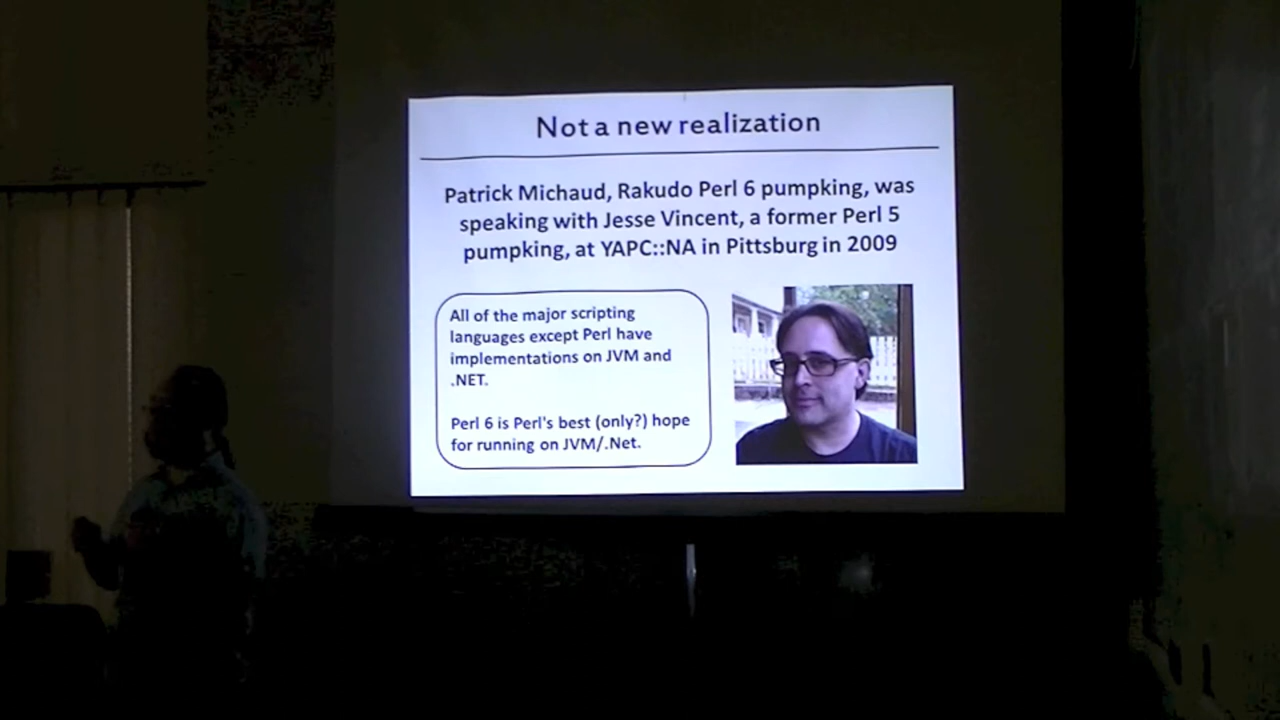 Not a new realization
Patrick Michaud, Rakudo Perl 6 pumpking, was
speaking with Jesse Vincent, a former Perl 5
pumpking, at YAPC::NA in Pittsburg in 2009
All of the major scripting
languages except Perl have
implementations on JVM and
.NET.
Perl 6 is Perl's best (only?) hope
for running on JVM/.Net.